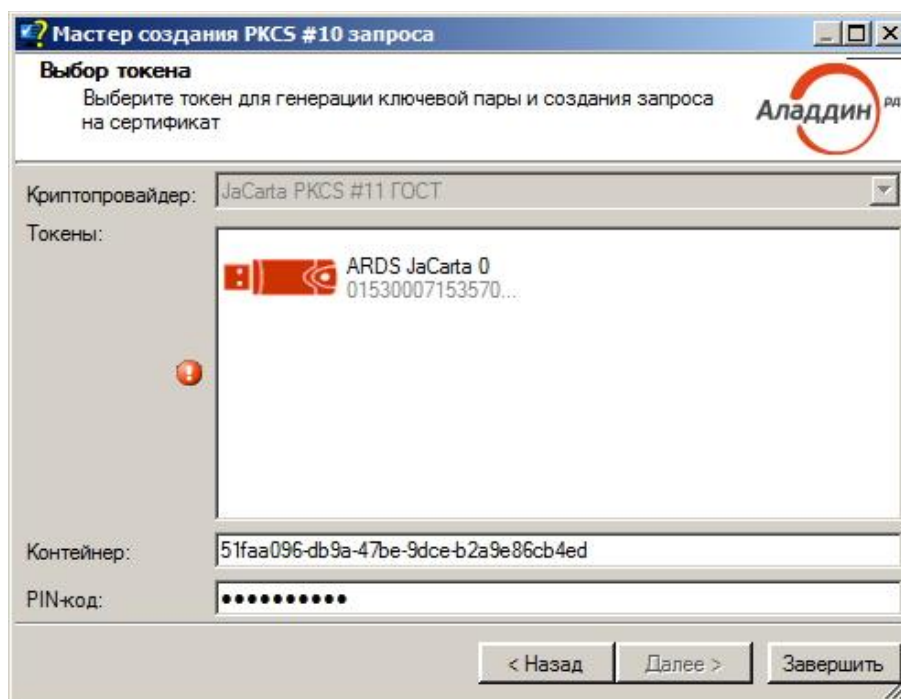 Мастер создания PKCS #10 запроса
Выбор токена
Выберите токен для генерации ключевой пары и создания запроса
на сертификат
Аладдин РД
Криптопровайдер: JaCarta PKCS #11 ГОСТ
Токены:
ARDS JaCarta 0
01530007153570...
Контейнер: 51faa096-db9a-47be-9dce-b2a9e86cb4ed
PIN-код: ●●●●●●●●●●
< Назад Далее > Завершить